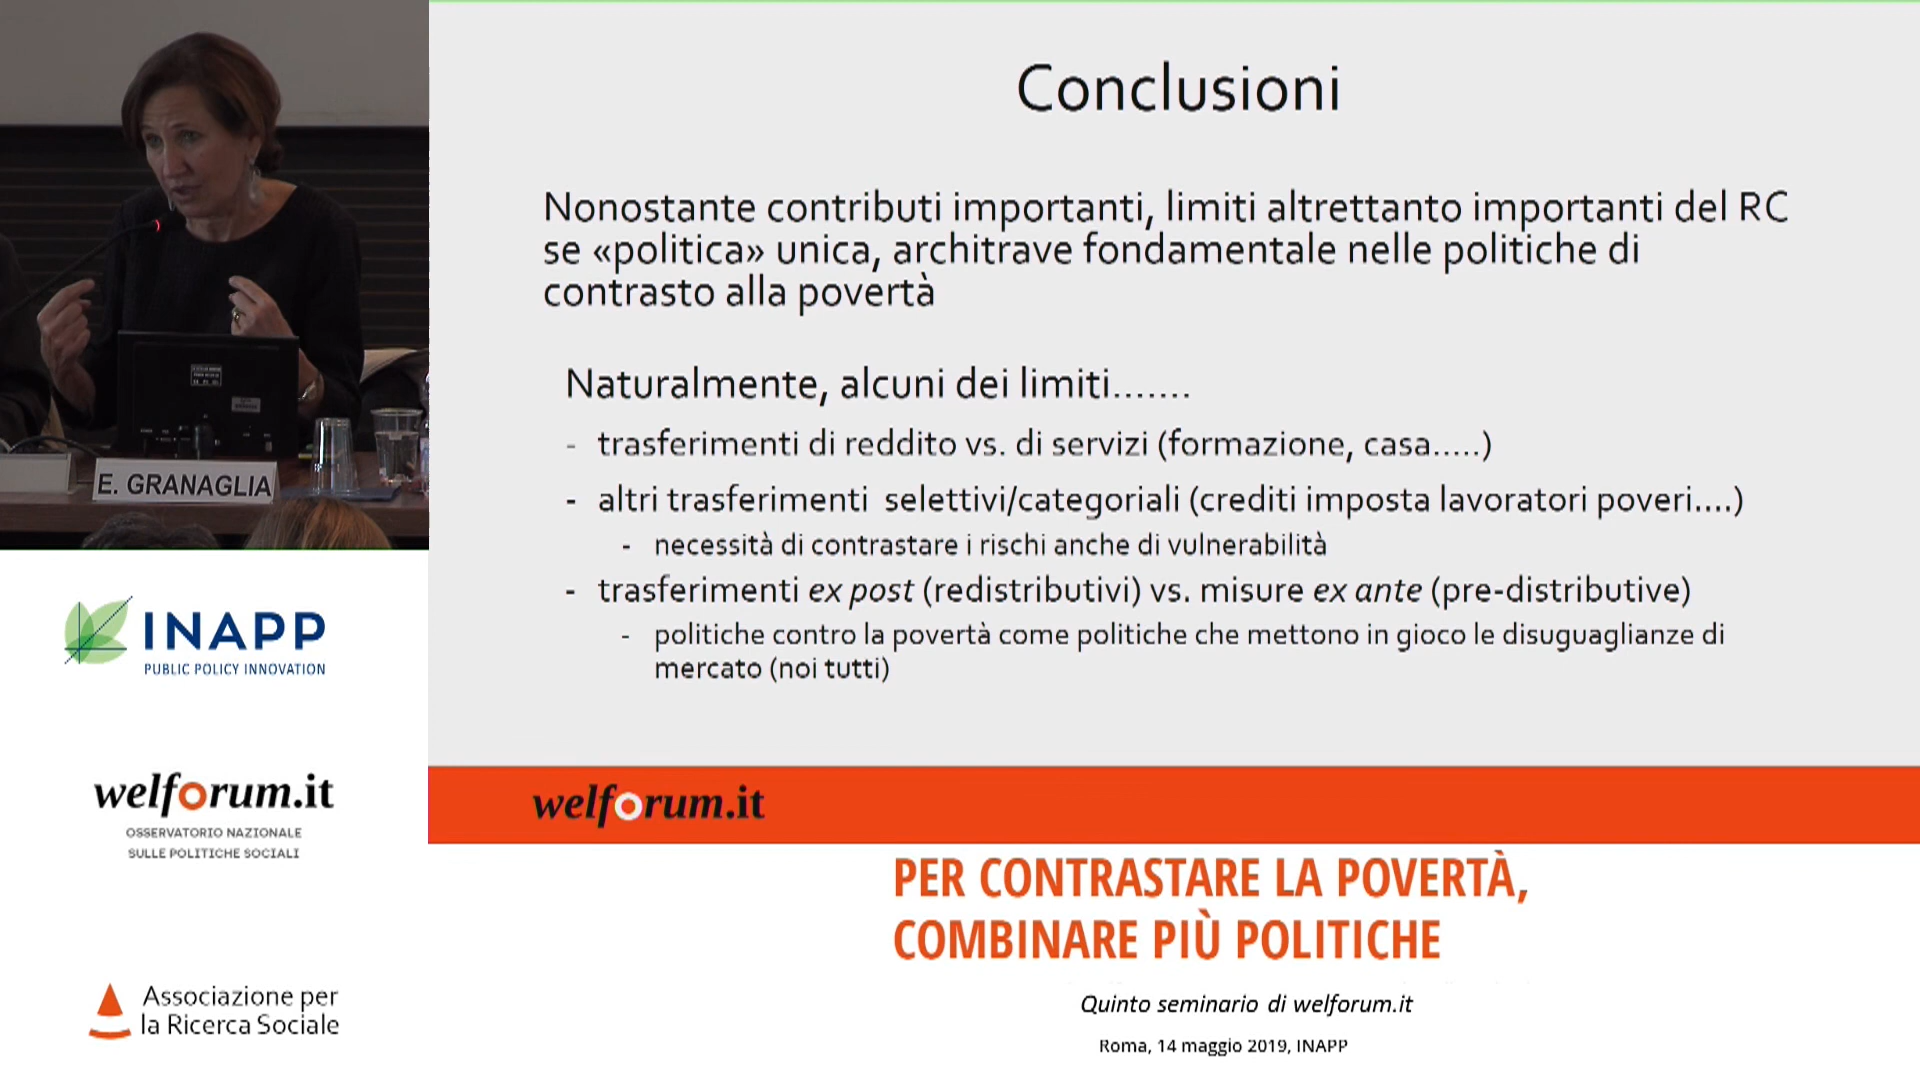 E. GRANAGLIA
INAPP
PUBLIC POLICY INNOVATION
welforum.it
OSSERVATORIO NAZIONALE
SULLE POLITICHE SOCIALI
Associazione per
la Ricerca Sociale
Conclusioni
Nonostante contributi importanti, limiti altrettanto importanti del RC
se «politica» unica, architrave fondamentale nelle politiche di
contrasto alla povertà
Naturalmente, alcuni dei limiti.......
- trasferimenti di reddito vs. di servizi (formazione, casa.....)
- altri trasferimenti selettivi/categoriali (crediti imposta lavoratori poveri....)
- necessità di contrastare i rischi anche di vulnerabilità
- trasferimenti ex post (redistributivi) vs. misure ex ante (pre-distributive)
- politiche contro la povertà come politiche che mettono in gioco le disuguaglianze di
mercato (noi tutti)
welforum.it
PER CONTRASTARE LA POVERTÀ,
COMBINARE PIÙ POLITICHE
Quinto seminario di welforum.it
Roma, 14 maggio 2019, INAPP